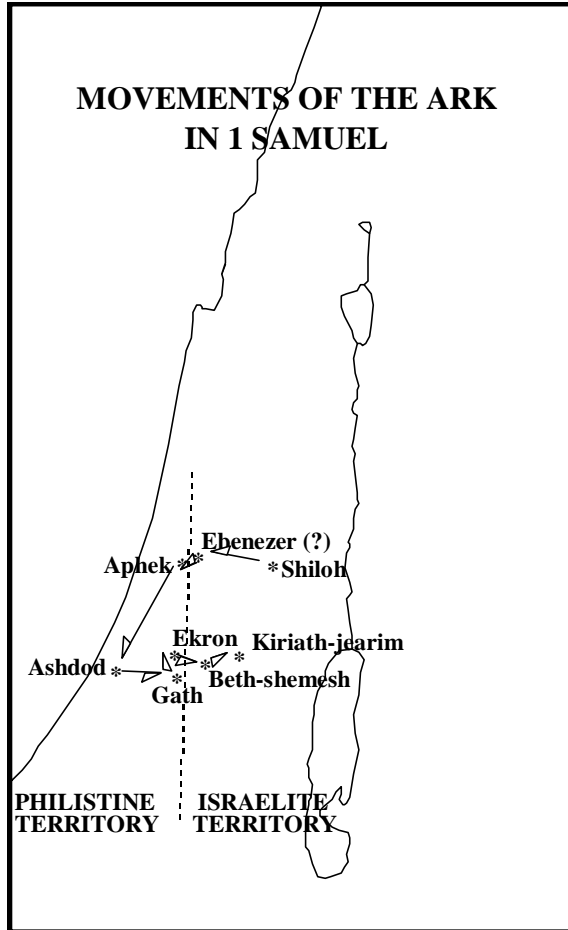 MOVEMENTS OF THE ARK
IN 1 SAMUEL
Ebenezer (?)
Aphek
Shiloh
Ekron
Kiriath-jearim
Ashdod
Beth-shemesh
Gath
PHILISTINE
TERRITORY
ISRAELITE
TERRITORY